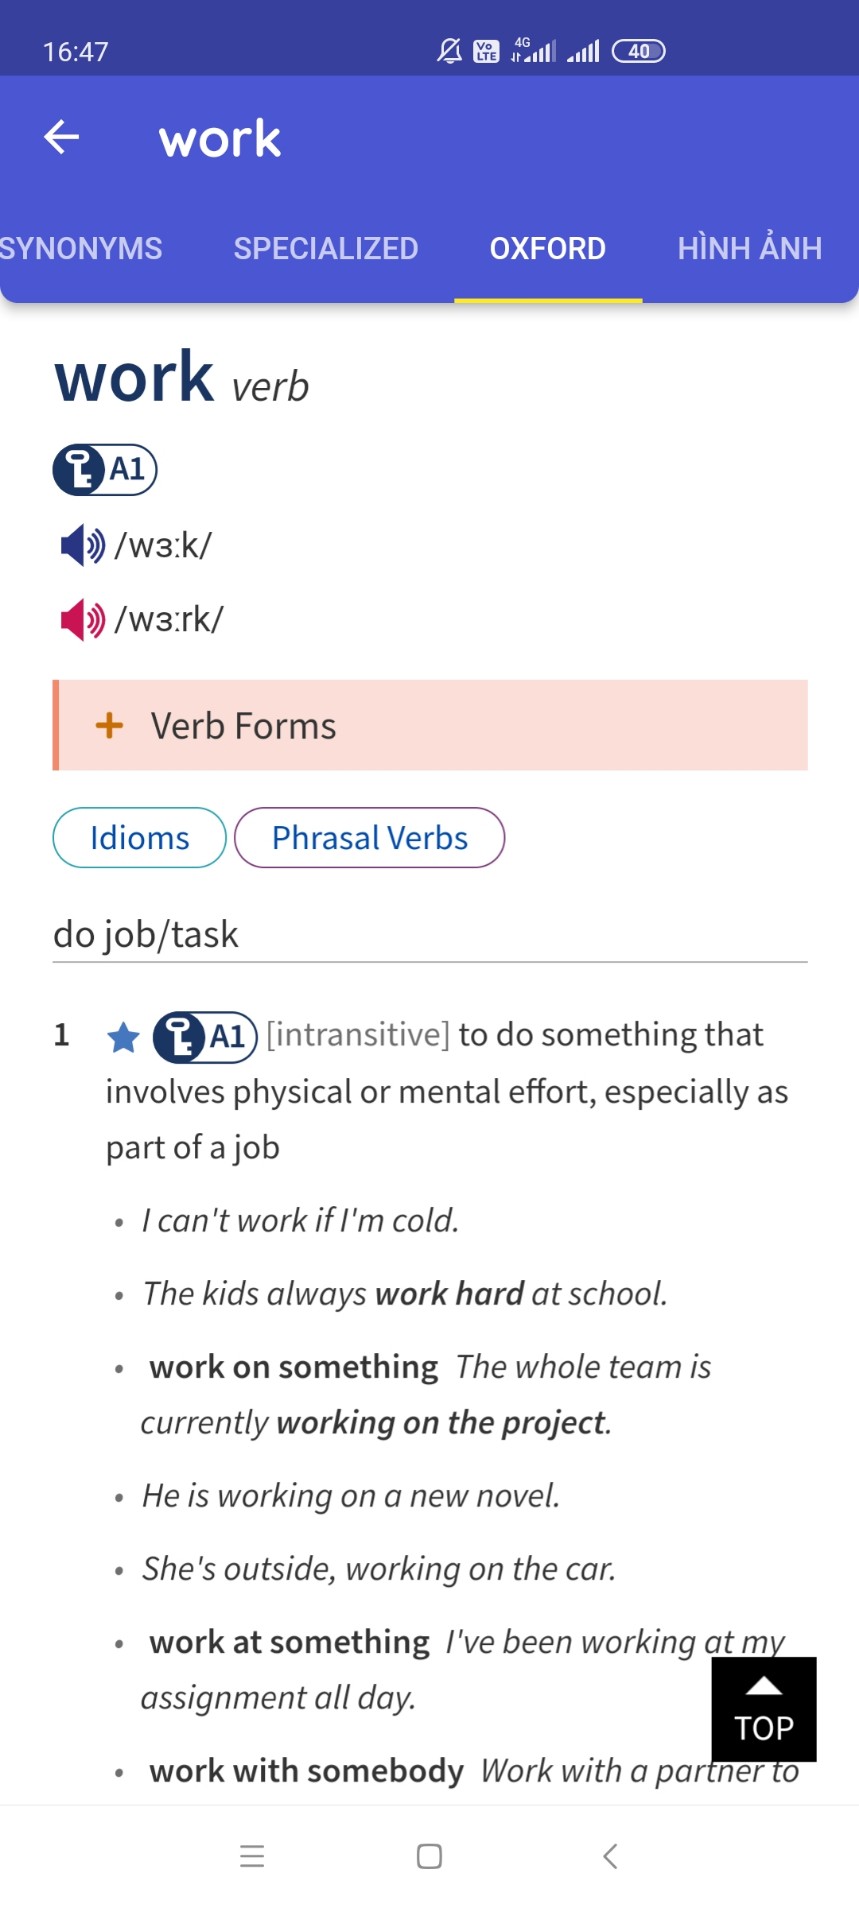 16:47
Vo LTE 4G 40
work
SYNONYMS SPECIALIZED OXFORD HÌNH ẢNH
work verb
A1
/wɜːk/
/wɜːrk/
+ Verb Forms
Idioms Phrasal Verbs
do job/task
1 A1 [intransitive] to do something that
involves physical or mental effort, especially as
part of a job
• I can't work if I'm cold.
• The kids always work hard at school.
• work on something The whole team is
currently working on the project.
• He is working on a new novel.
• She's outside, working on the car.
• work at something I've been working at my
assignment all day.
TOP
• work with somebody Work with a partner to